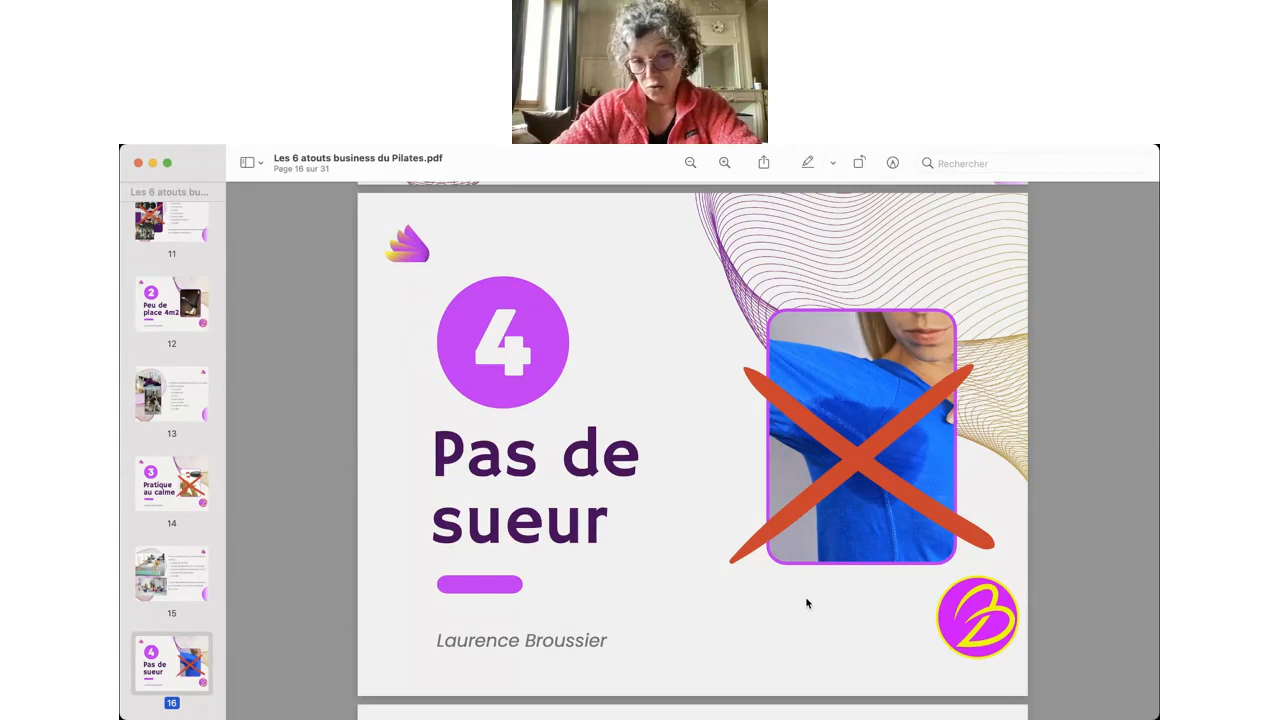 Les 6 atouts business du Pilates.pdf
Page 16 sur 31
Rechercher
Les 6 atouts bu...
11
2
Peu de
place 4m2
12
13
3
Pratique
au calme
14
15
4
Pas de
sueur
16
4
Pas de
sueur
Laurence Broussier
B